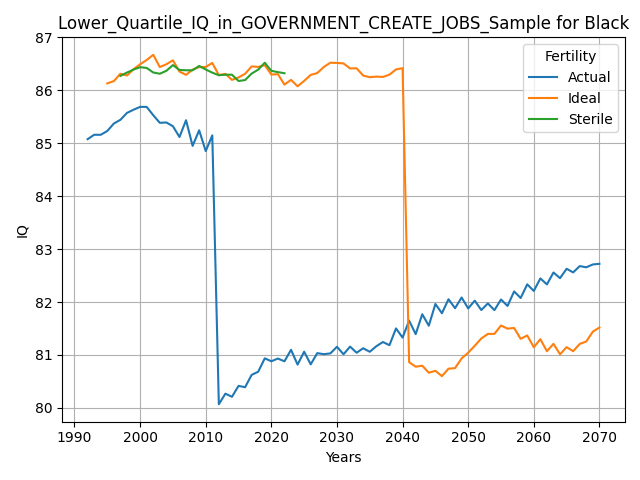 Lower_Quartile_IQ_in_GOVERNMENT_CREATE_JOBS_Sample for Black
87
86
85
84
83
82
81
80
IQ
Fertility
Actual
Ideal
Sterile
1990 2000 2010 2020 2030 2040 2050 2060 2070
Years